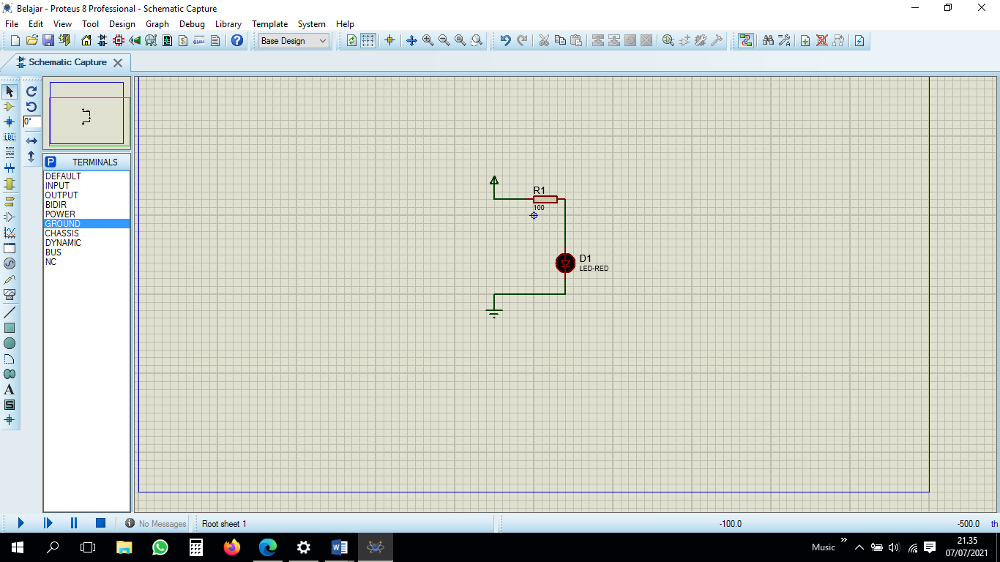 Belajar - Proteus 8 Professional - Schematic Capture
File Edit View Tool Design Graph Debug Library Template System Help
Base Design
Schematic Capture
0°
LBL
P TERMINALS
DEFAULT
INPUT
OUTPUT
BIDIR
POWER
GROUND
CHASSIS
DYNAMIC
BUS
NC
A
S
R1
100
D1
LED-RED
No Messages
Root sheet 1
-100.0
-500.0 th
Music
21.35
07/07/2021